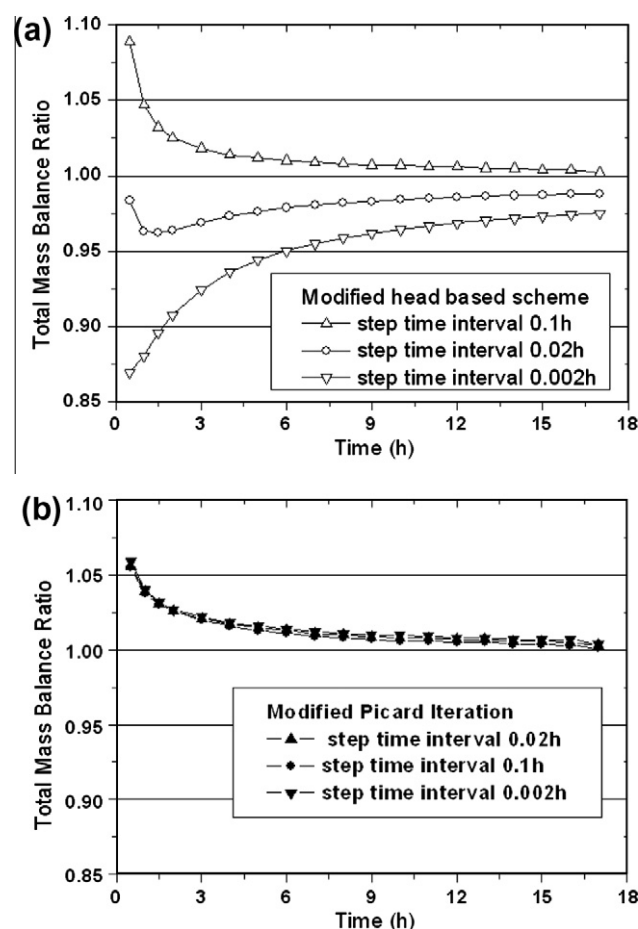 (a)
1.10
1.05
1.00
0.95
0.90
0.85
Total Mass Balance Ratio
Modified head based scheme
step time interval 0.1h
step time interval 0.02h
step time interval 0.002h
0 3 6 9 12 15 18
Time (h)
(b)
1.10
1.05
1.00
0.95
0.90
0.85
Total Mass Balance Ratio
Modified Picard Iteration
step time interval 0.02h
step time interval 0.1h
step time interval 0.002h
0 3 6 9 12 15 18
Time (h)